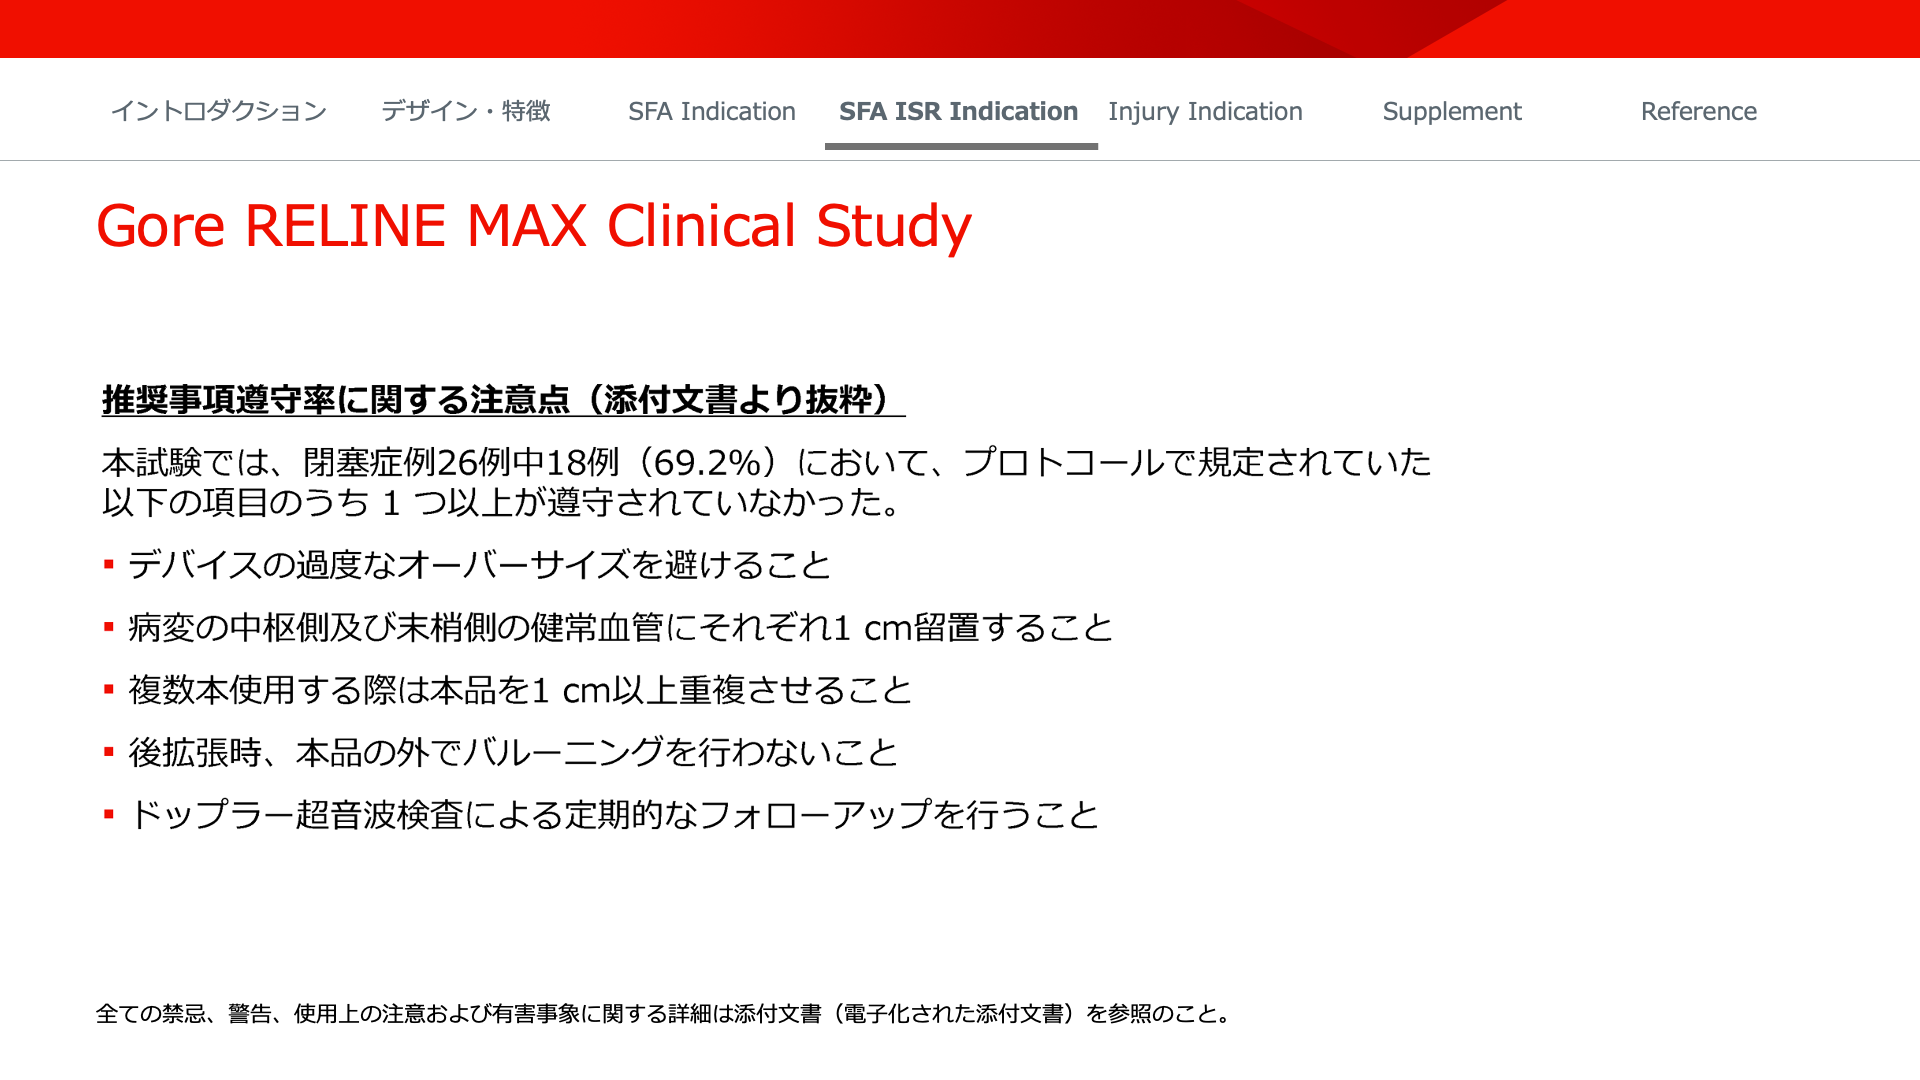 イントロダクション
デザイン・特徴
SFA Indication
SFA ISR Indication
Injury Indication
Supplement
Reference
Gore RELINE MAX Clinical Study
推奨事項遵守率に関する注意点（添付文書より抜粋）
本試験では、閉塞症例26例中18例（69.2%）において、プロトコールで規定されていた
以下の項目のうち 1 つ以上が遵守されていなかった。
▪ デバイスの過度なオーバーサイズを避けること
▪ 病変の中枢側及び末梢側の健常血管にそれぞれ1 cm留置すること
▪ 複数本使用する際は本品を1 cm以上重複させること
▪ 後拡張時、本品の外でバルーニングを行わないこと
▪ ドップラー超音波検査による定期的なフォローアップを行うこと
全ての禁忌、警告、使用上の注意および有害事象に関する詳細は添付文書（電子化された添付文書）を参照のこと。